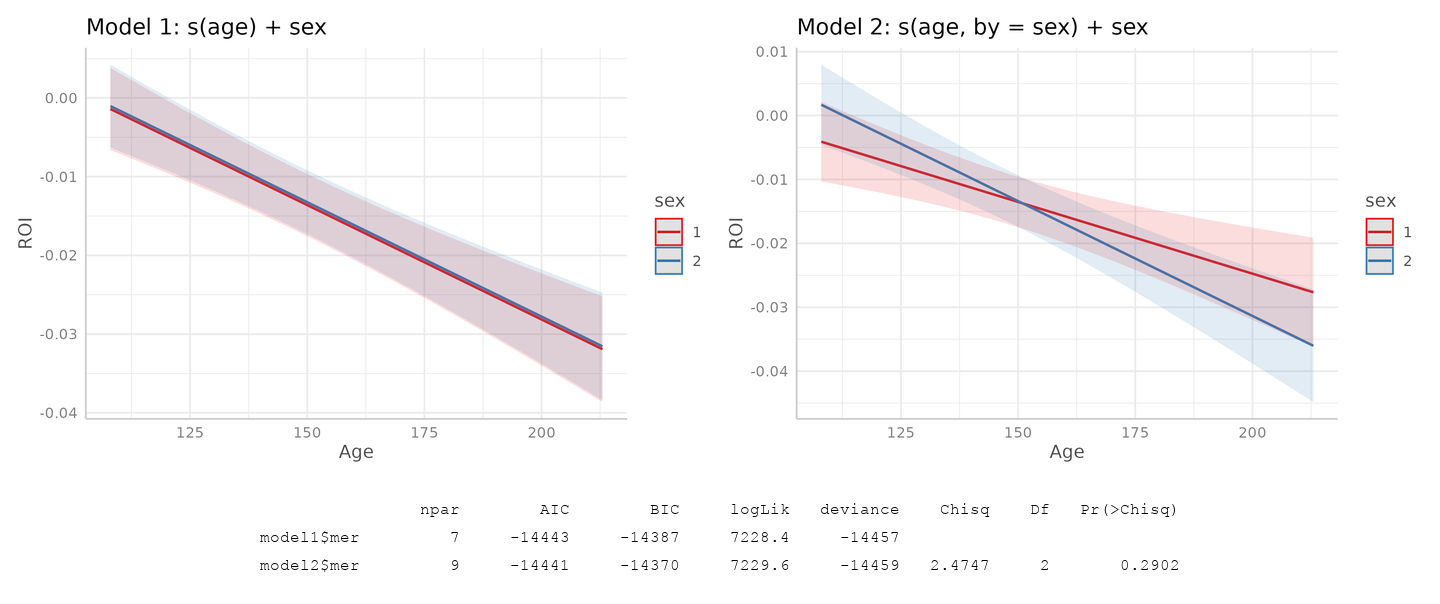 Model 1: s(age) + sex
0.00
-0.01
-0.02
-0.03
-0.04
ROI
125 150 175 200
Age
sex
1
2
Model 2: s(age, by = sex) + sex
0.01
0.00
-0.01
-0.02
-0.03
-0.04
ROI
125 150 175 200
Age
sex
1
2
npar AIC BIC logLik deviance Chisq Df Pr(>Chisq)
model1$mer 7 -14443 -14387 7228.4 -14457
model2$mer 9 -14441 -14370 7229.6 -14459 2.4747 2 0.2902